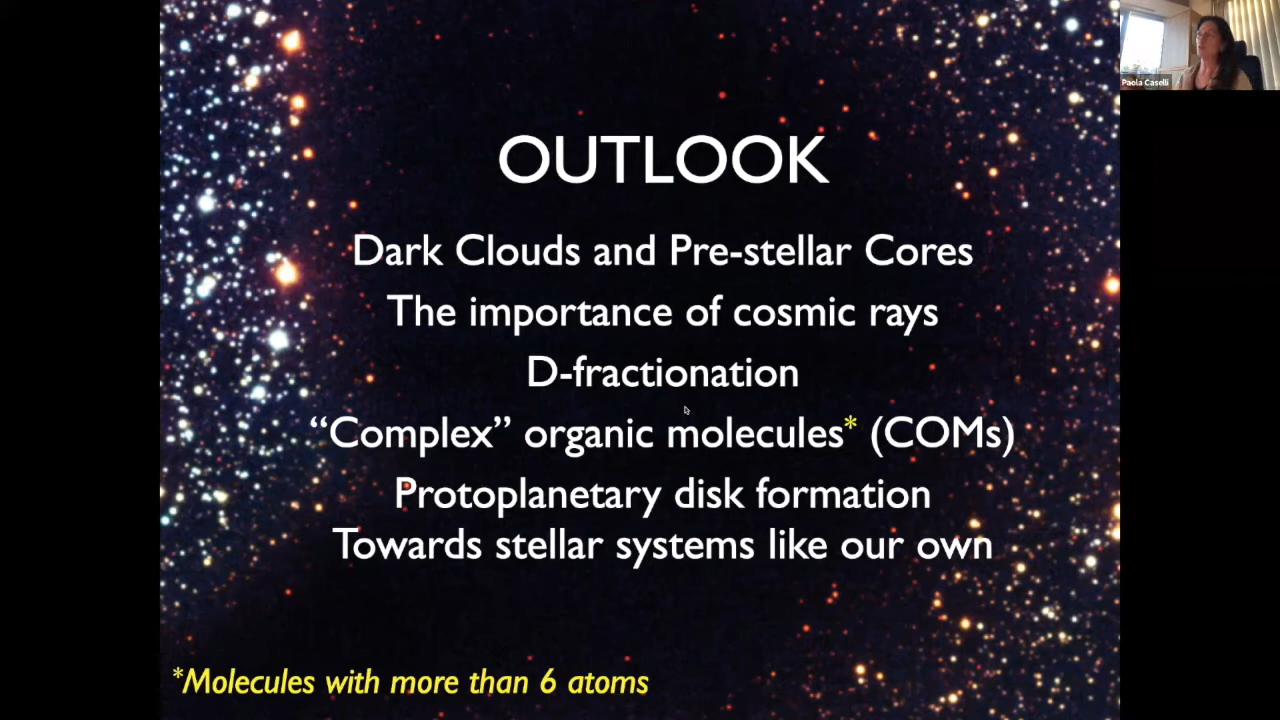 Paola Caselli
OUTLOOK
Dark Clouds and Pre-stellar Cores
The importance of cosmic rays
D-fractionation
“Complex” organic molecules* (COMs)
Protoplanetary disk formation
Towards stellar systems like our own
*Molecules with more than 6 atoms